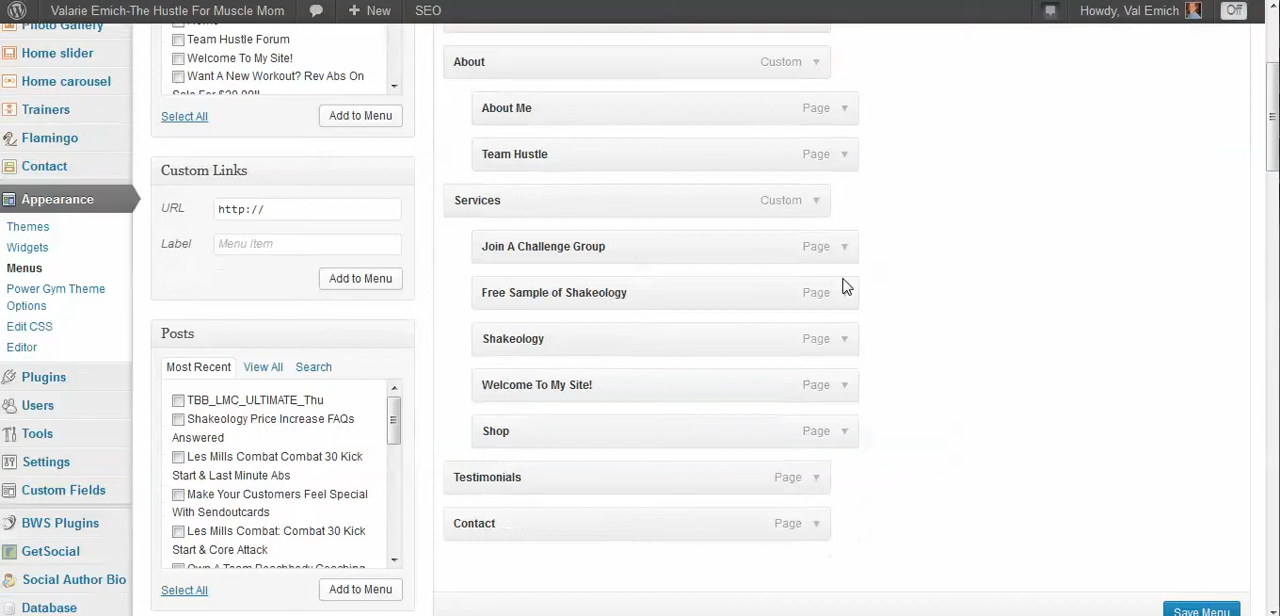 Valarie Emich-The Hustle For Muscle Mom
+ New
SEO
Howdy, Val Emich
Off
Photo Gallery
Home slider
Home carousel
Trainers
Flamingo
Contact
Appearance
Themes
Widgets
Menus
Power Gym Theme
Options
Edit CSS
Editor
Plugins
Users
Tools
Settings
Custom Fields
BWS Plugins
GetSocial
Social Author Bio
Database
Team Hustle Forum
Welcome To My Site!
Want A New Workout? Rev Abs On
Select All
Add to Menu
Custom Links
URL
http://
Label
Menu Item
Add to Menu
Posts
Most Recent
View All
Search
TBB_LMC_ULTIMATE_Thu
Shakeology Price Increase FAQs
Answered
Les Mills Combat Combat 30 Kick
Start & Last Minute Abs
Make Your Customers Feel Special
With Sendoutcards
Les Mills Combat: Combat 30 Kick
Start & Core Attack
Own A Team Beachbody Coaching
Select All
Add to Menu
About Custom
About Me Page
Team Hustle Page
Services Custom
Join A Challenge Group Page
Free Sample of Shakeology Page
Shakeology Page
Welcome To My Site! Page
Shop Page
Testimonials Page
Contact Page
Save Menu